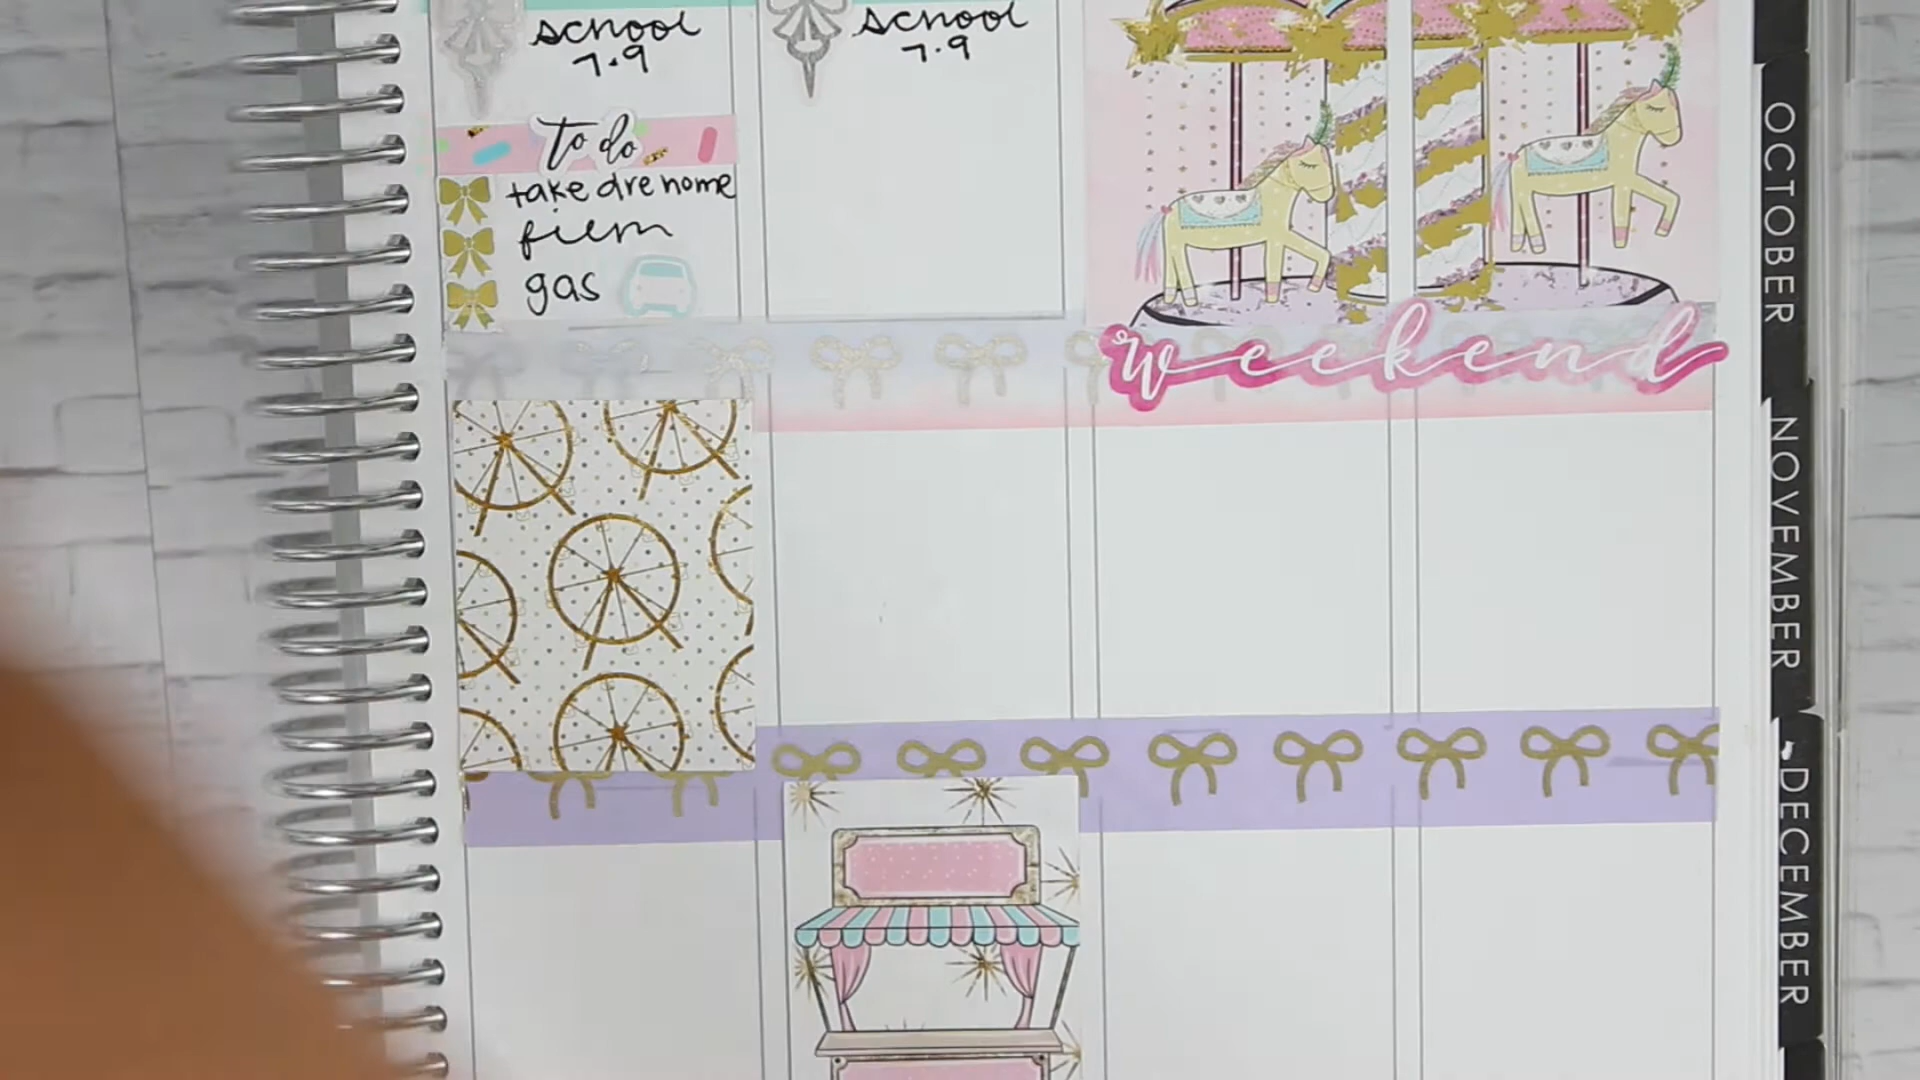 school
7.9
school
7.9
to do
take dre home
film
gas
weekend
OCTOBER
NOVEMBER
DECEMBER